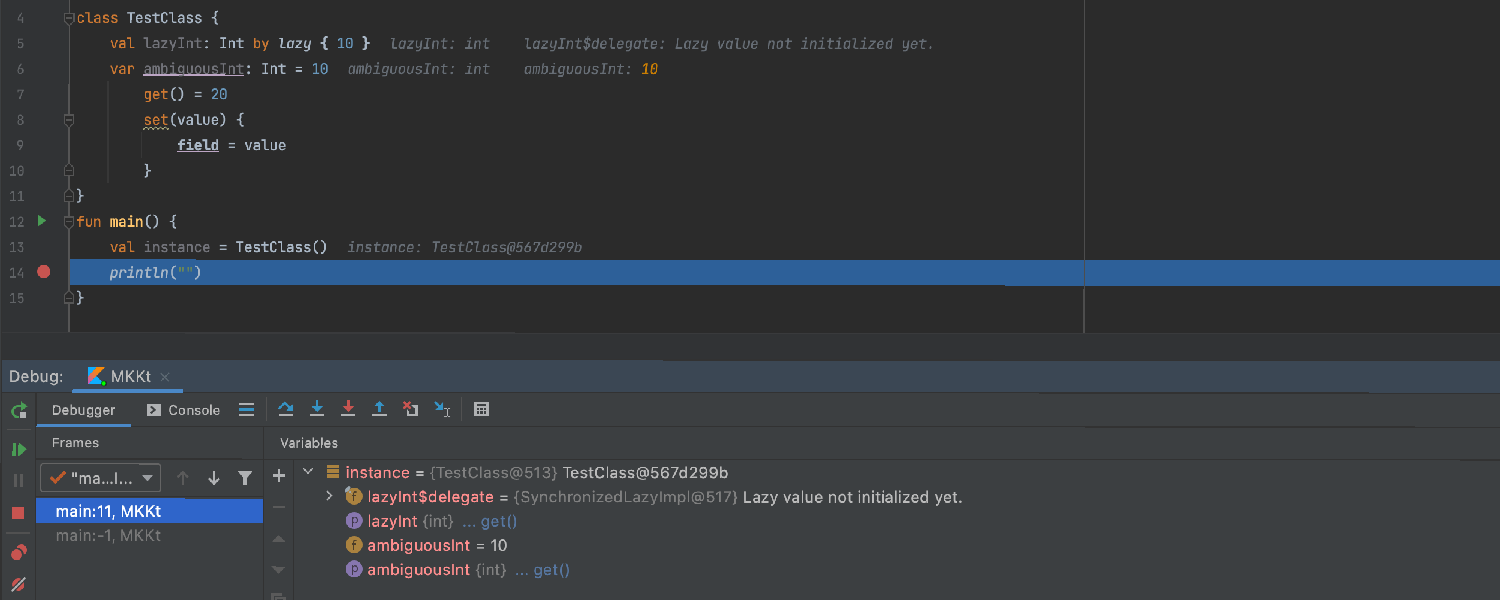 4 class TestClass {
5 val lazyInt: Int by lazy { 10 } lazyInt: int lazyInt$delegate: Lazy value not initialized yet.
6 var ambiguousInt: Int = 10 ambiguousInt: int ambiguousInt: 10
7 get() = 20
8 set(value) {
9 field = value
10 }
11 }
12 fun main() {
13 val instance = TestClass() instance: TestClass@567d299b
14 println("")
15 }
Debug: MKKt
Debugger Console
Frames Variables
"ma...l... instance = {TestClass@513} TestClass@567d299b
lazyInt$delegate = {SynchronizedLazyImpl@517} Lazy value not initialized yet.
main:11, MKKt lazyInt {int} ... get()
main:-1, MKKt ambiguousInt = 10
ambiguousInt {int} ... get()